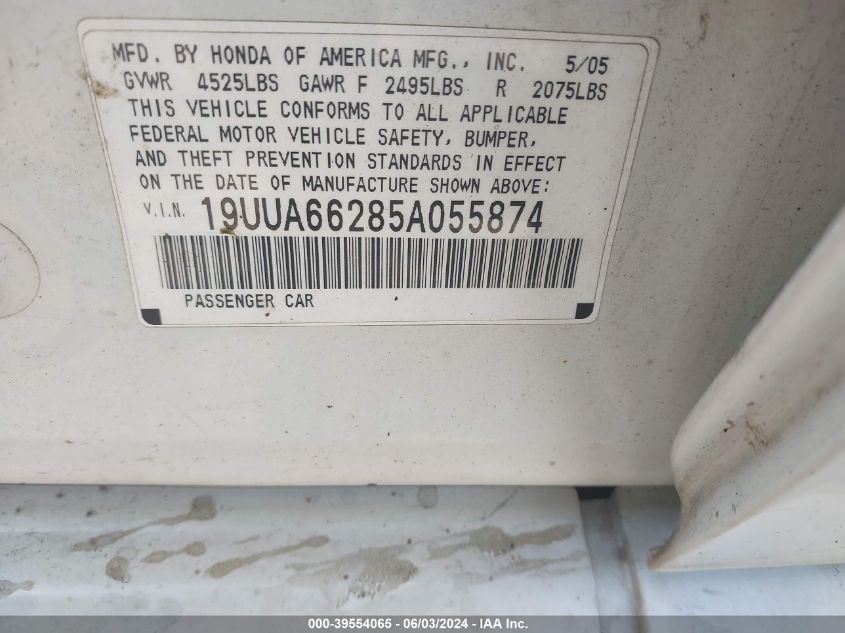 MFD. BY HONDA OF AMERICA MFG., INC. 5/05
GVWR 4525LBS GAWR F 2495LBS R 2075LBS
THIS VEHICLE CONFORMS TO ALL APPLICABLE
FEDERAL MOTOR VEHICLE SAFETY, BUMPER,
AND THEFT PREVENTION STANDARDS IN EFFECT
ON THE DATE OF MANUFACTURE SHOWN ABOVE:
V.I.N. 19UUA66285A055874
PASSENGER CAR
000-39554065 - 06/03/2024 - IAA Inc.